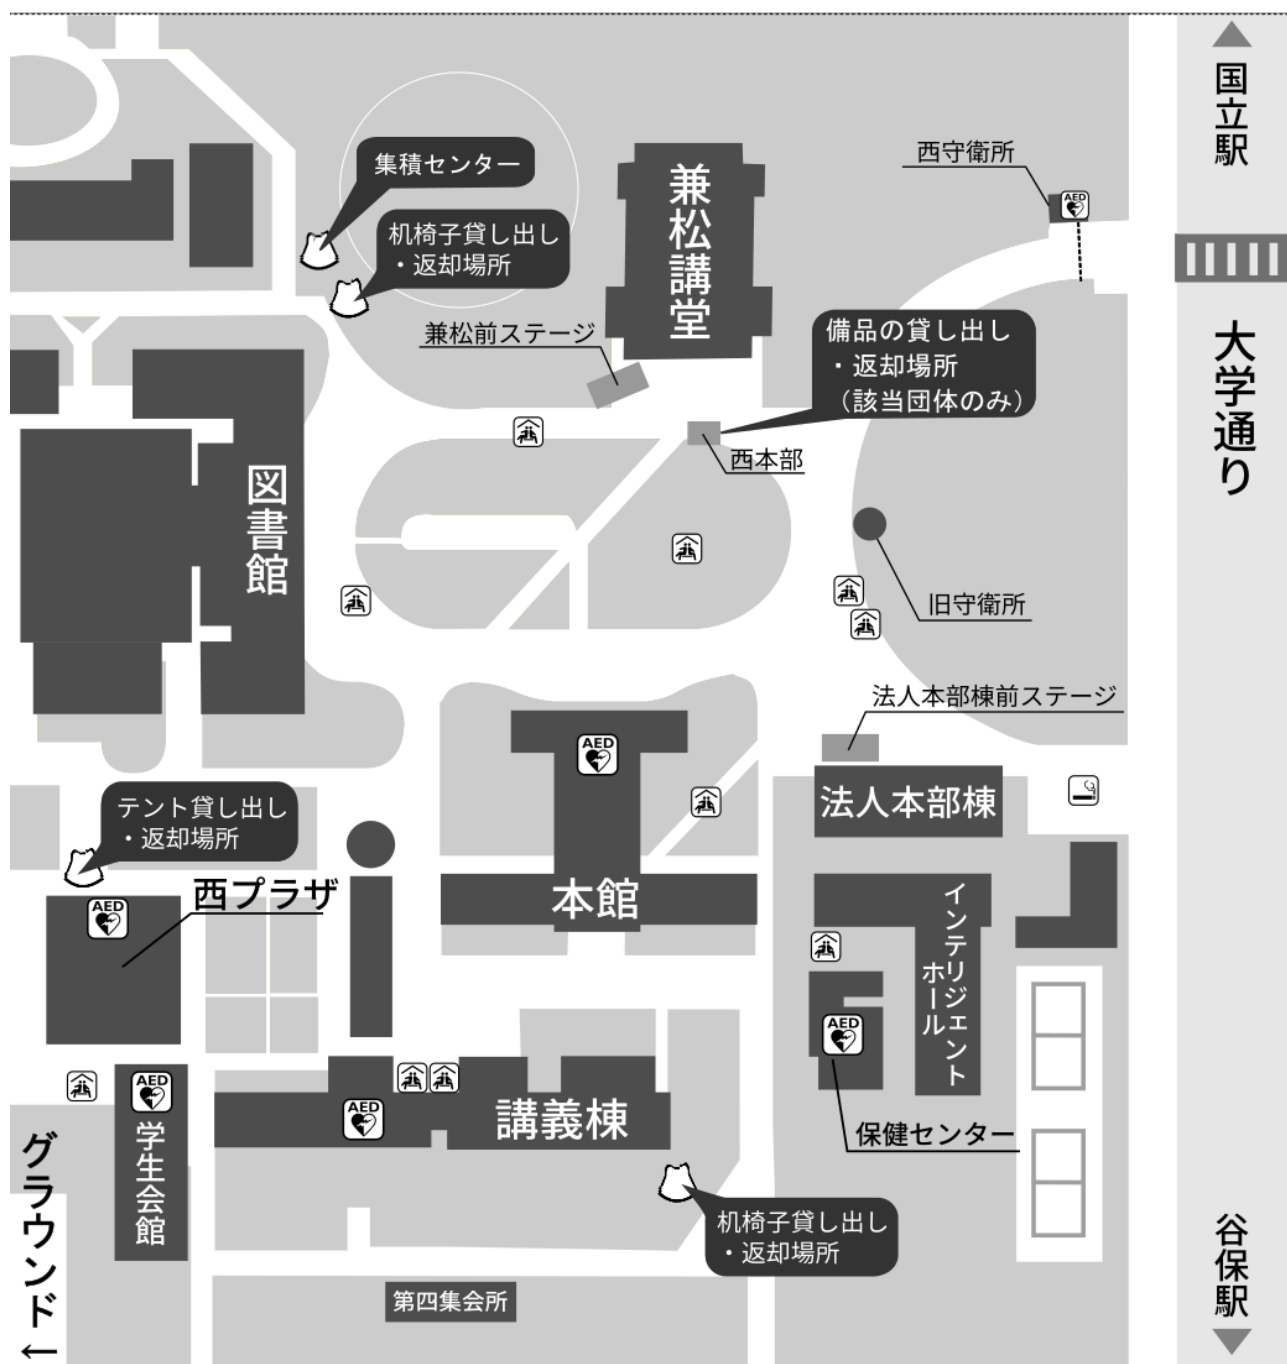 国立駅
西守衛所
AED
集積センター
兼松講堂
机椅子貸し出し
・返却場所
兼松前ステージ
備品の貸し出し
・返却場所
（該当団体のみ）
大学通り
西本部
図書館
旧守衛所
法人本部棟前ステージ
AED
法人本部棟
テント貸し出し
・返却場所
西プラザ
AED
本館
インテリジェント
ホール
AED
保健センター
AED
学生会館
AED
講義棟
グラウンド←
机椅子貸し出し
・返却場所
第四集会所
谷保駅